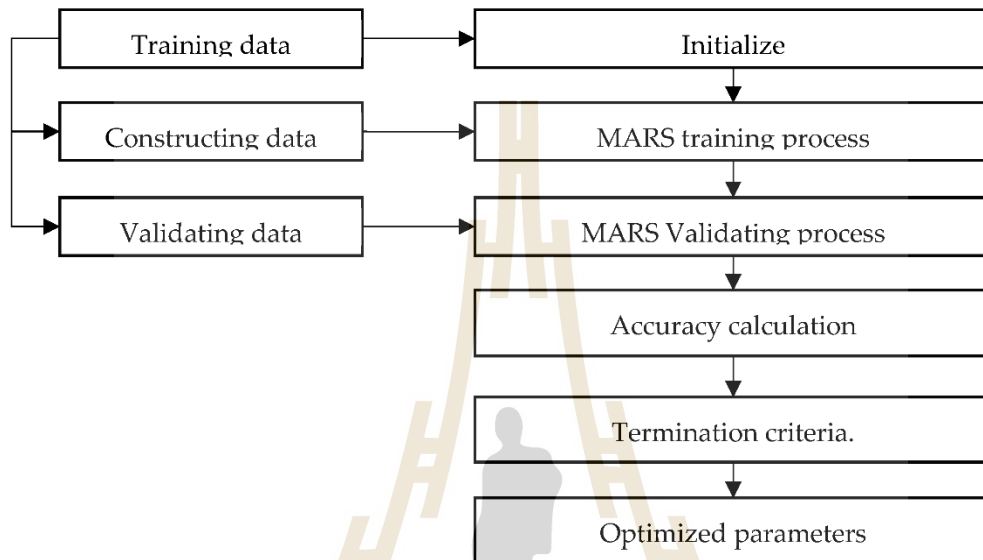 Training data
Initialize
Constructing data
MARS training process
Validating data
MARS Validating process
Accuracy calculation
Termination criteria.
Optimized parameters